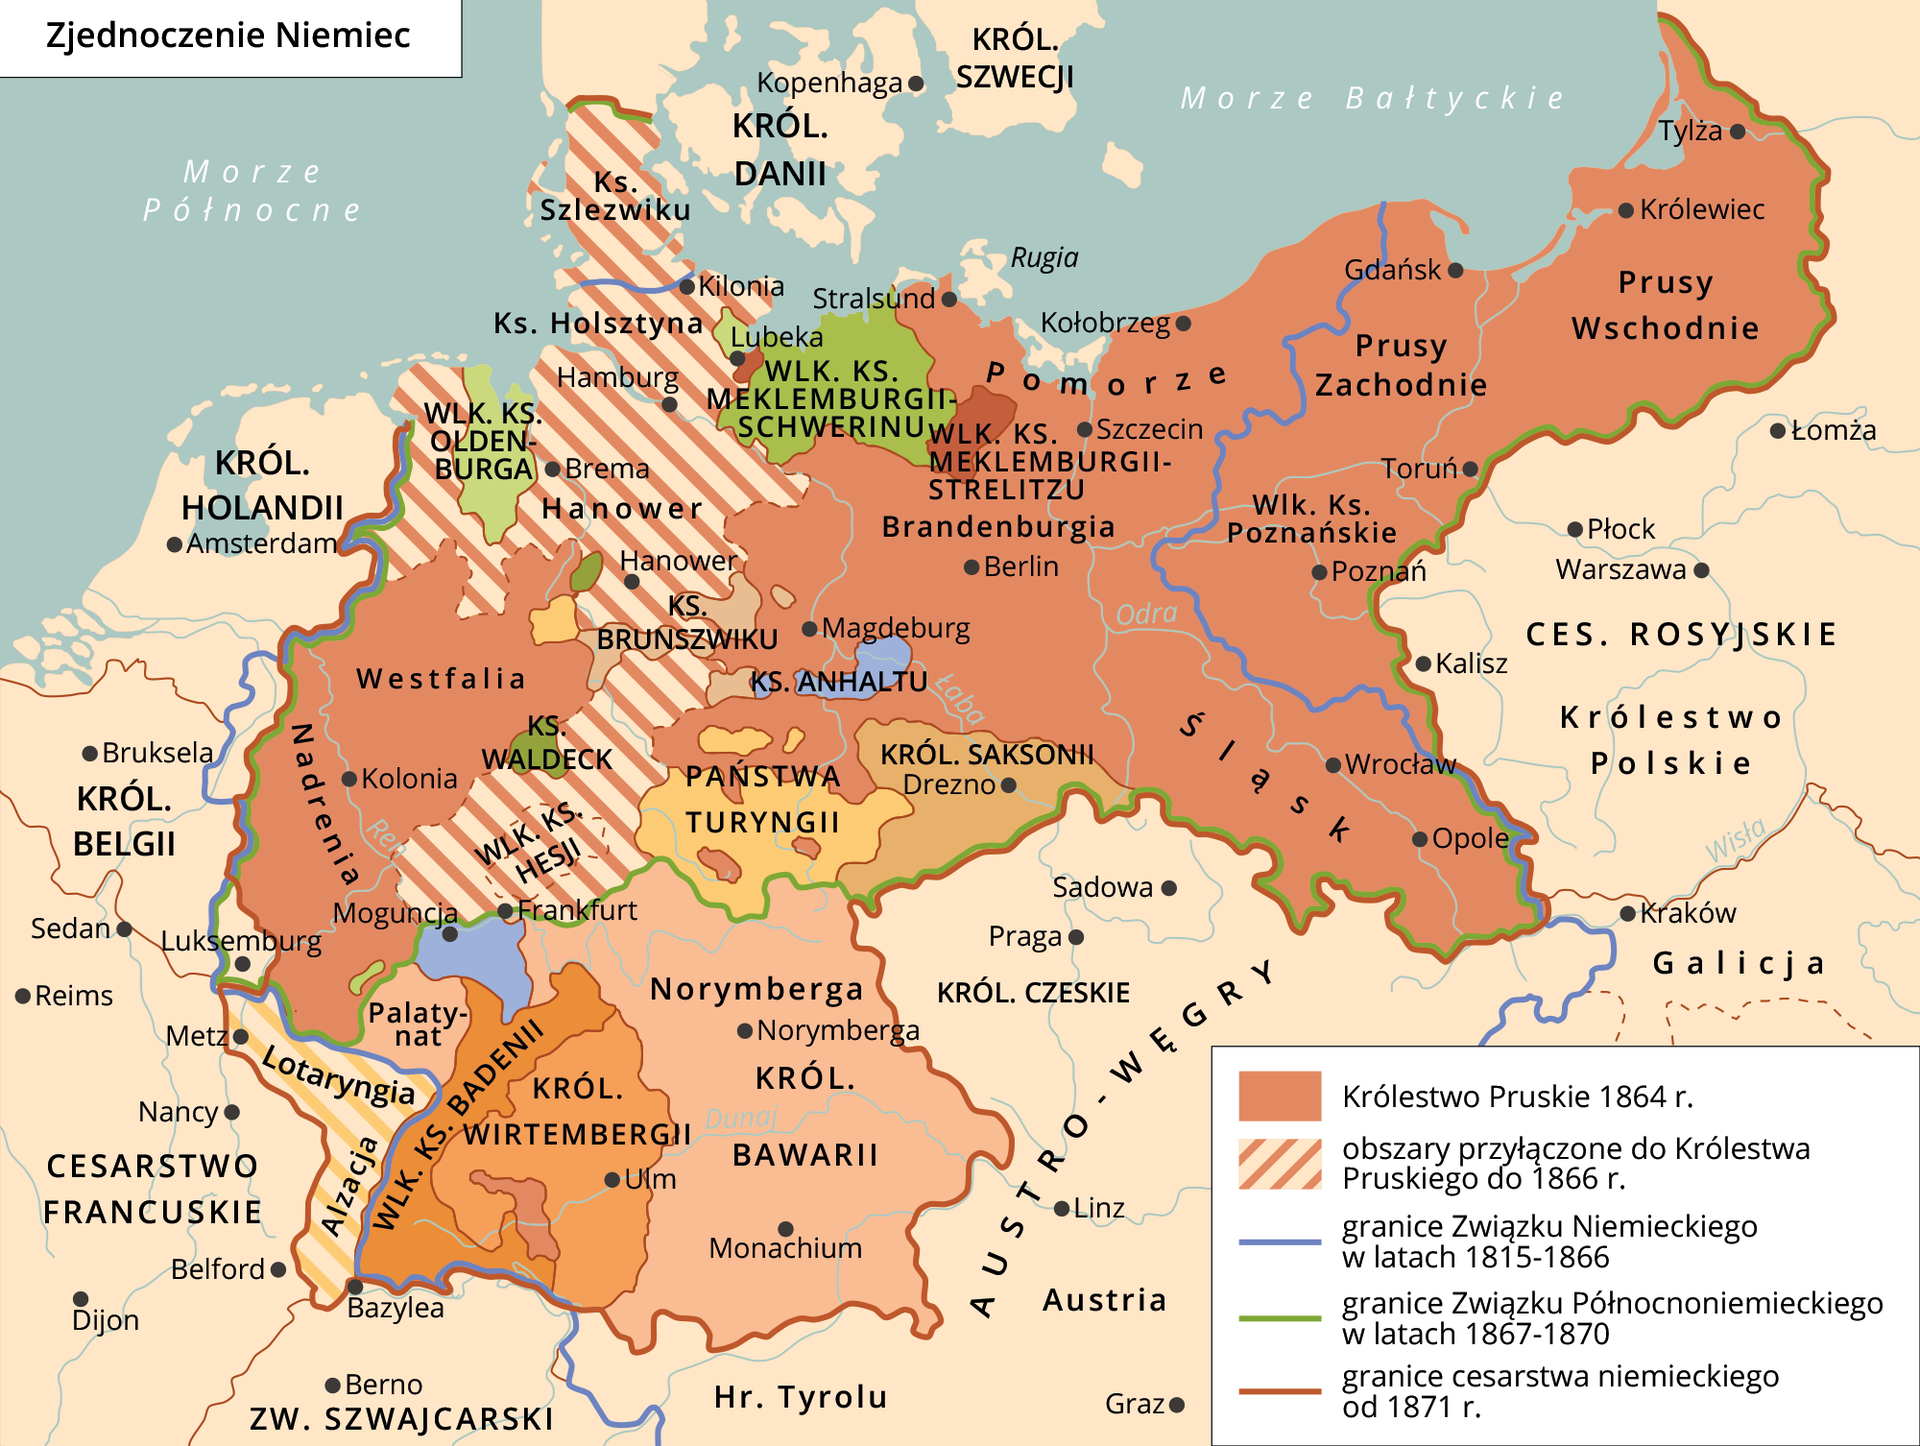 Zjednoczenie Niemiec
KRÓL.
SZWECJI
Kopenhaga
KRÓL.
DANII
Morze Bałtyckie
Morze
Północne
Tylża
Ks.
Szlezwiku
Królewiec
Rugia
Gdańsk
Kilonia
Stralsund
Prusy
Wschodnie
Ks. Holsztyna
Kołobrzeg
Lubeka
Prusy
Zachodnie
Hamburg
WLK. KS.
MEKLEMBURGII-
SCHWERINU
Pomorze
WLK. KS.
OLDEN-
BURGA
WLK. KS.
MEKLEMBURGII-
STRELITZU
Szczecin
Łomża
KRÓL.
HOLANDII
Brema
Toruń
Hanower
Brandenburgia
Wlk. Ks.
Poznańskie
Płock
Amsterdam
Hanower
Berlin
Poznań
Warszawa
KS.
BRUNSZWIKU
Magdeburg
Odra
CES. ROSYJSKIE
Kalisz
Westfalia
KS. ANHALTU
Łaba
Królestwo
Polskie
Śląsk
Nadrenia
KS.
WALDECK
Bruksela
KRÓL. SAKSONII
Drezno
Wrocław
Kolonia
PAŃSTWA
TURYNGII
KRÓL.
BELGII
Ren
WLK. KS.
HESJI
Opole
Wisła
Sadowa
Moguncja
Frankfurt
Kraków
Sedan
Luksemburg
Praga
Galicja
Reims
Norymberga
KRÓL. CZESKIE
Palaty-
nat
Metz
Norymberga
AUSTRO-WĘGRY
Lotaryngia
WLK. KS. BADENII
KRÓL.
WIRTEMBERGII
KRÓL.
BAWARII
Dunaj
Nancy
CESARSTWO
FRANCUSKIE
Alzacja
Ulm
Linz
Monachium
Belford
Bazylea
Dijon
Austria
Berno
ZW. SZWAJCARSKI
Hr. Tyrolu
Graz
Królestwo Pruskie 1864 r.
obszary przyłączone do Królestwa
Pruskiego do 1866 r.
granice Związku Niemieckiego
w latach 1815-1866
granice Związku Północnoniemieckiego
w latach 1867-1870
granice cesarstwa niemieckiego
od 1871 r.